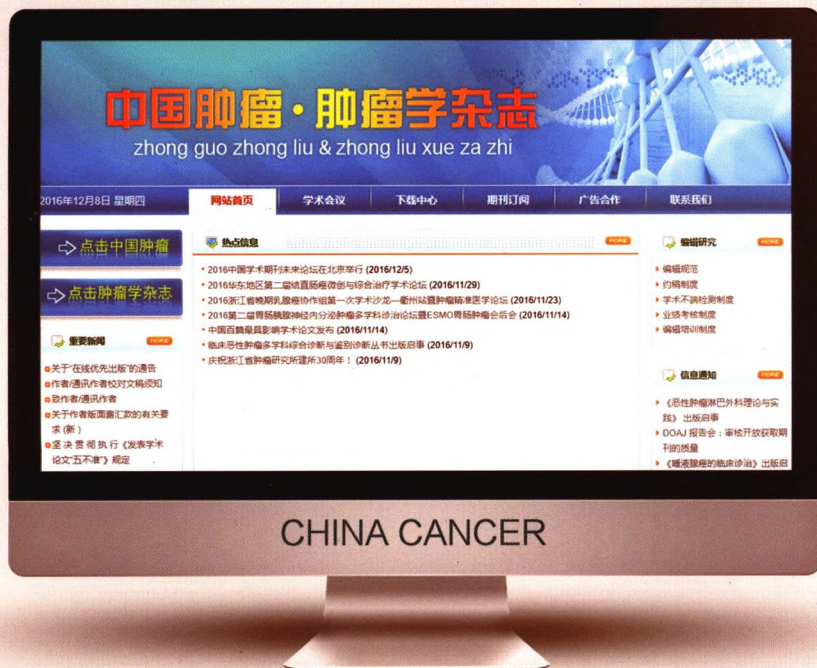 中国肿瘤·肿瘤学杂志
zhong guo zhong liu & zhong liu xue za zhi
2016年12月8日 星期四
网站首页
学术会议
下载中心
期刊订阅
广告合作
联系我们
点击中国肿瘤
点击肿瘤学杂志
重要新闻
MORE
关于"在线优先出版"的通告
作者/通讯作者校对文稿须知
致作者/通讯作者
关于作者版面费汇款的有关要
求(新)
坚决贯彻执行《发表学术
论文"五不准"》规定
热点信息
MORE
2016中国学术期刊未来论坛在北京举行 (2016/12/5)
2016华东地区第二届结直肠癌微创与综合治疗学术论坛 (2016/11/29)
2016浙江省晚期乳腺癌协作组第一次学术沙龙—衢州站暨肿瘤精准医学论坛 (2016/11/23)
2016第二届胃肠胰腺神经内分泌肿瘤多学科诊治论坛暨ESMO胃肠肿瘤会后会 (2016/11/14)
中国百篇最具影响学术论文发布 (2016/11/14)
临床恶性肿瘤多学科综合诊断与鉴别诊断丛书出版启事 (2016/11/9)
庆祝浙江省肿瘤研究所建所30周年！ (2016/11/9)
编辑研究
MORE
编辑规范
约稿制度
学术不端检测制度
业绩考核制度
编辑培训制度
信息通知
MORE
《恶性肿瘤淋巴外科理论与实
践》 出版启事
DOAJ 报告会：审核开放获取期
刊的质量
《唾液腺癌的临床诊治》出版启
CHINA CANCER